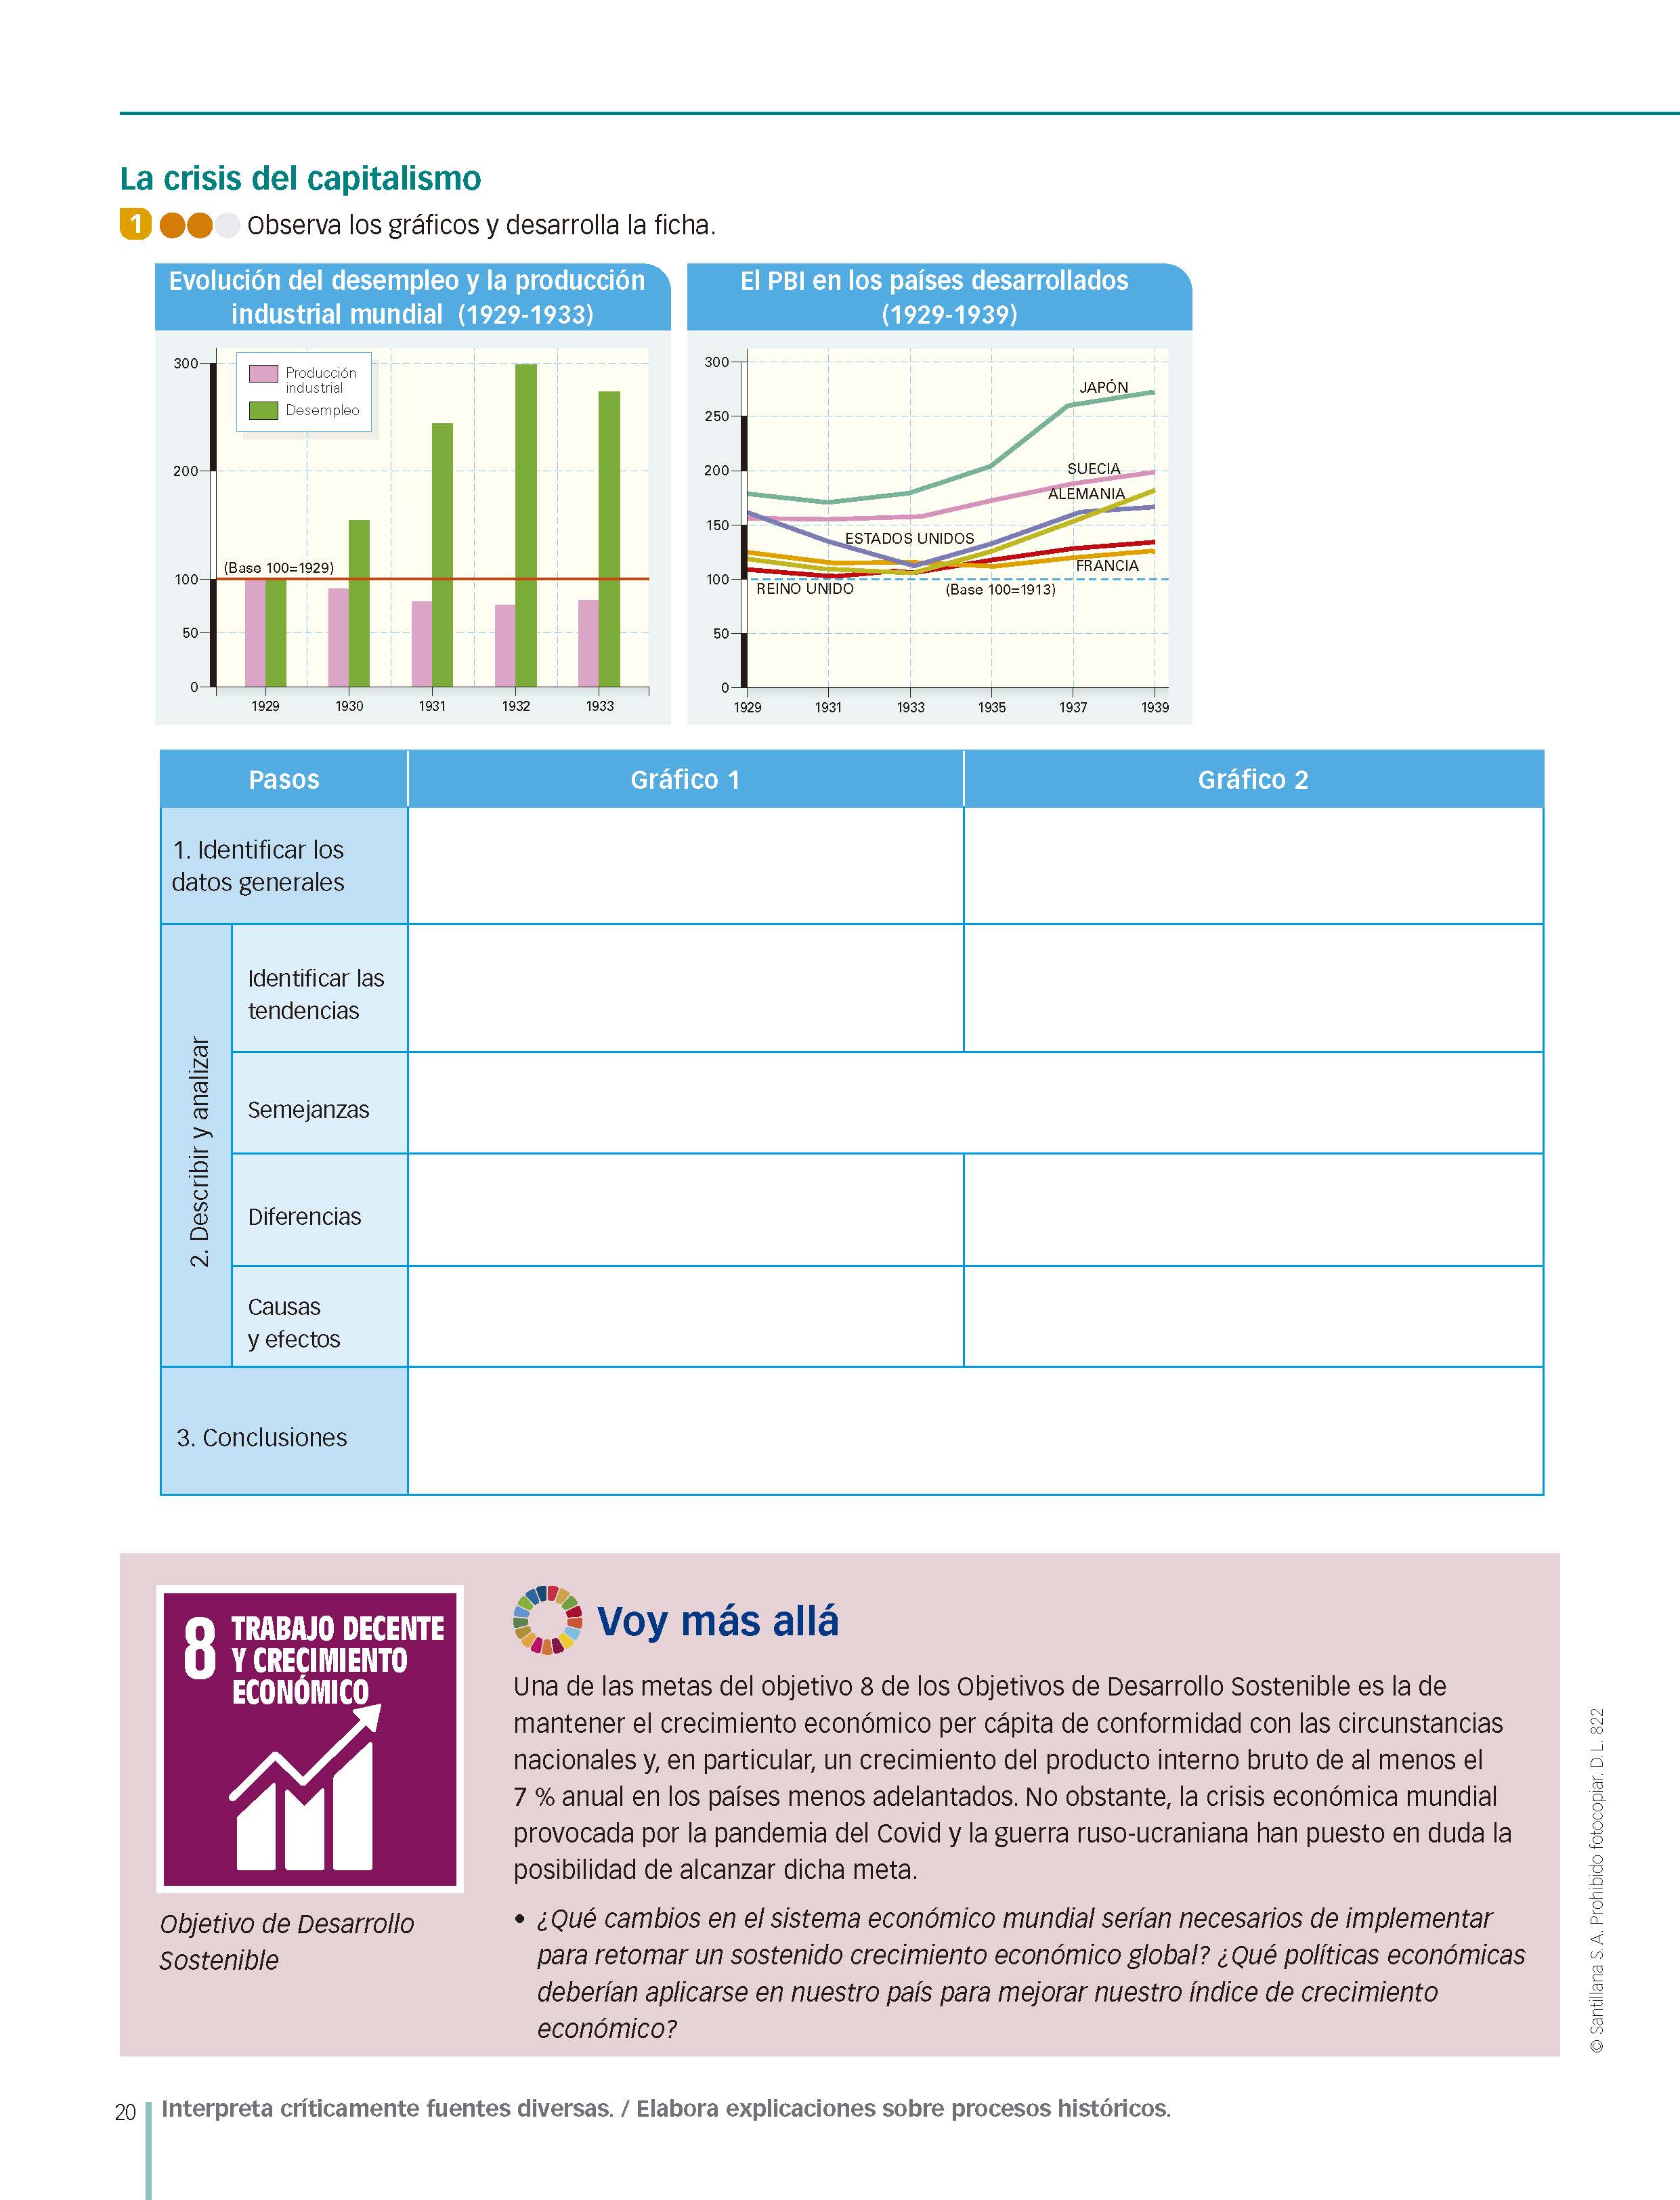 La crisis del capitalismo
1 Observa los gráficos y desarrolla la ficha.
Evolución del desempleo y la producción
industrial mundial (1929-1933)
300
200
100
50
0
Producción
industrial
Desempleo
(Base 100=1929)
1929 1930 1931 1932 1933
El PBI en los países desarrollados
(1929-1939)
300
250
200
150
100
50
0
JAPÓN
SUECIA
ALEMANIA
ESTADOS UNIDOS
FRANCIA
REINO UNIDO
(Base 100=1913)
1929 1931 1933 1935 1937 1939
Pasos Gráfico 1 Gráfico 2
1. Identificar los
datos generales
2. Describir y analizar
Identificar las
tendencias
Semejanzas
Diferencias
Causas
y efectos
3. Conclusiones
8 TRABAJO DECENTE
Y CRECIMIENTO
ECONÓMICO
Objetivo de Desarrollo
Sostenible
Voy más allá
Una de las metas del objetivo 8 de los Objetivos de Desarrollo Sostenible es la de
mantener el crecimiento económico per cápita de conformidad con las circunstancias
nacionales y, en particular, un crecimiento del producto interno bruto de al menos el
7 % anual en los países menos adelantados. No obstante, la crisis económica mundial
provocada por la pandemia del Covid y la guerra ruso-ucraniana han puesto en duda la
posibilidad de alcanzar dicha meta.
• ¿Qué cambios en el sistema económico mundial serían necesarios de implementar
para retomar un sostenido crecimiento económico global? ¿Qué políticas económicas
deberían aplicarse en nuestro país para mejorar nuestro índice de crecimiento
económico?
© Santillana S.A. Prohibido fotocopiar. D.L. 822
20 Interpreta críticamente fuentes diversas. / Elabora explicaciones sobre procesos históricos.